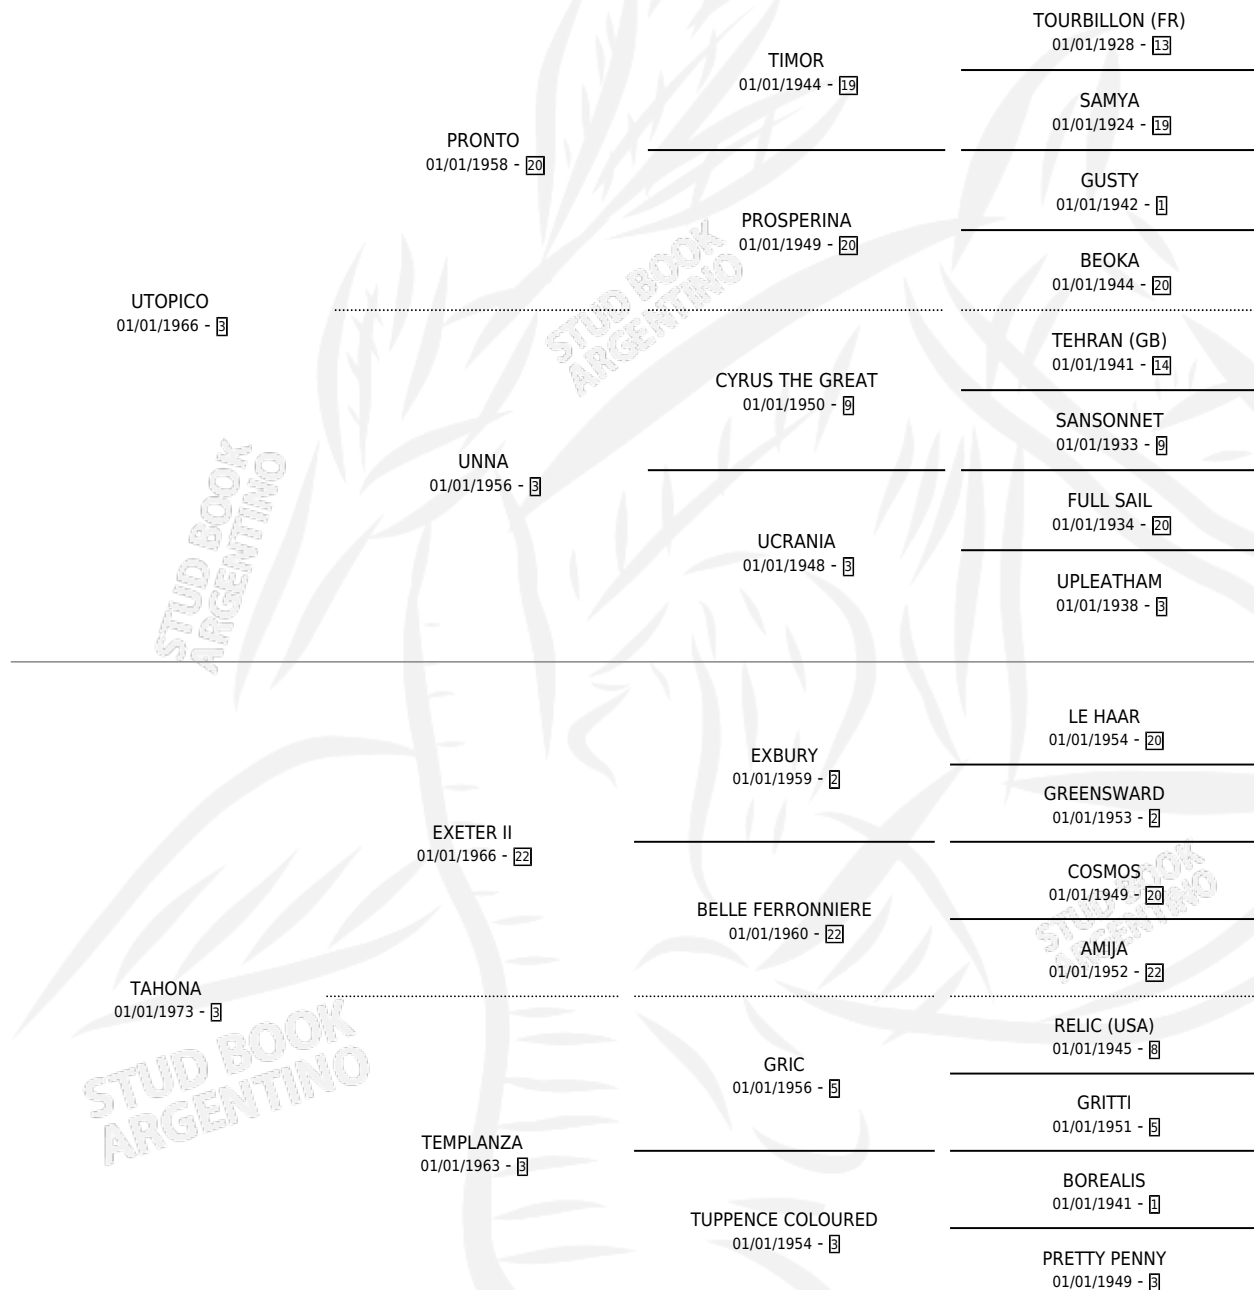 TOURBILLON (FR)
01/01/1928 - 13
TIMOR
01/01/1944 - 19
SAMYA
01/01/1924 - 19
PRONTO
01/01/1958 - 20
GUSTY
01/01/1942 - 1
PROSPERINA
01/01/1949 - 20
BEOKA
01/01/1944 - 20
UTOPICO
01/01/1966 - 3
TEHRAN (GB)
01/01/1941 - 14
CYRUS THE GREAT
01/01/1950 - 9
SANSONNET
01/01/1933 - 9
UNNA
01/01/1956 - 3
FULL SAIL
01/01/1934 - 20
UCRANIA
01/01/1948 - 3
UPLEATHAM
01/01/1938 - 3
LE HAAR
01/01/1954 - 20
EXBURY
01/01/1959 - 2
GREENSWARD
01/01/1953 - 2
EXETER II
01/01/1966 - 22
COSMOS
01/01/1949 - 20
BELLE FERRONNIERE
01/01/1960 - 22
AMIJA
01/01/1952 - 22
TAHONA
01/01/1973 - 3
RELIC (USA)
01/01/1945 - 8
GRIC
01/01/1956 - 5
GRITTI
01/01/1951 - 5
TEMPLANZA
01/01/1963 - 3
BOREALIS
01/01/1941 - 1
TUPPENCE COLOURED
01/01/1954 - 3
PRETTY PENNY
01/01/1949 - 3
STUD BOOK
ARGENTINO
STUD BOOK
ARGENTINO
STUD BOOK
ARGENTINO
STUD BOOK
ARGENTINO